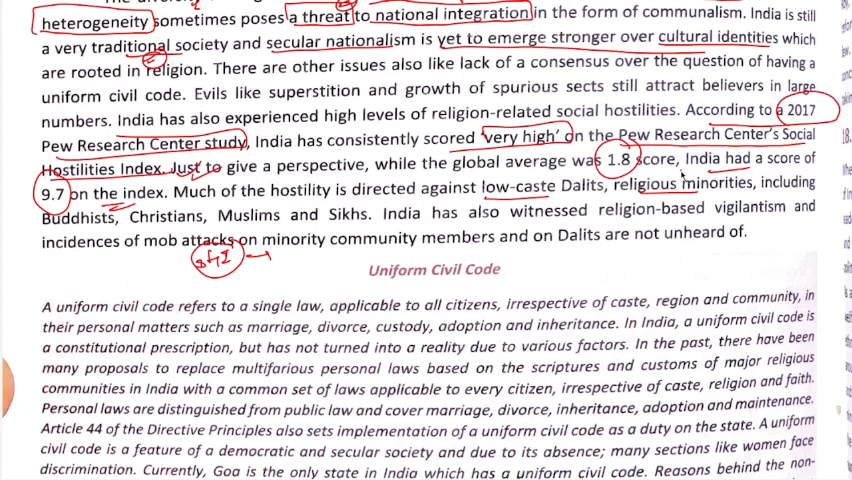 heterogeneity sometimes poses a threat to national integration in the form of communalism. India is still
a very traditional society and secular nationalism is yet to emerge stronger over cultural identities which
are rooted in religion. There are other issues also like lack of a consensus over the question of having a
uniform civil code. Evils like superstition and growth of spurious sects still attract believers in large
numbers. India has also experienced high levels of religion-related social hostilities. According to a 2017
Pew Research Center study, India has consistently scored 'very high' on the Pew Research Center's Social
Hostilities Index. Just to give a perspective, while the global average was 1.8 score, India had a score of
9.7 on the index. Much of the hostility is directed against low-caste Dalits, religious minorities, including
Buddhists, Christians, Muslims and Sikhs. India has also witnessed religion-based vigilantism and
incidences of mob attacks on minority community members and on Dalits are not unheard of.
Uniform Civil Code
A uniform civil code refers to a single law, applicable to all citizens, irrespective of caste, region and community, in
their personal matters such as marriage, divorce, custody, adoption and inheritance. In India, a uniform civil code is
a constitutional prescription, but has not turned into a reality due to various factors. In the past, there have been
many proposals to replace multifarious personal laws based on the scriptures and customs of major religious
communities in India with a common set of laws applicable to every citizen, irrespective of caste, religion and faith.
Personal laws are distinguished from public law and cover marriage, divorce, inheritance, adoption and maintenance.
Article 44 of the Directive Principles also sets implementation of a uniform civil code as a duty on the state. A uniform
civil code is a feature of a democratic and secular society and due to its absence; many sections like women face
discrimination. Currently, Goa is the only state in India which has a uniform civil code. Reasons behind the non-